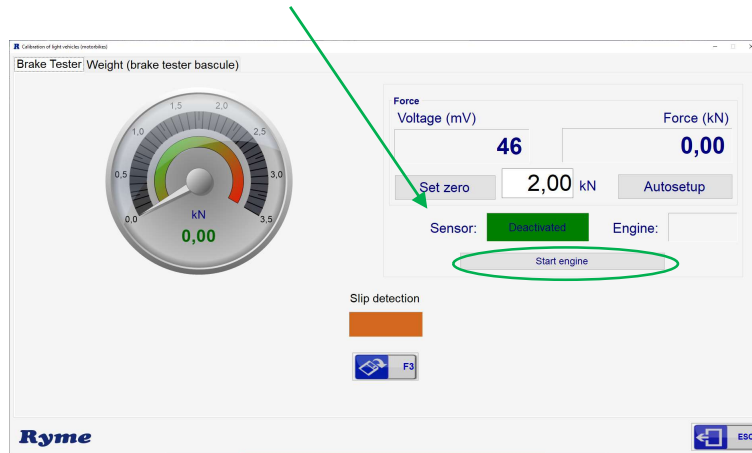 R Calibration of light vehicles (motorbikes)
Brake Tester Weight (brake tester bascule)
1,5 2,0
1,0 2,5
0,5 3,0
0,0 3,5
kN
0,00
Force
Voltage (mV) Force (kN)
46 0,00
Set zero 2,00 kN Autosetup
Sensor: Deactivated Engine:
Start engine
Slip detection
F3
Ryme
ESC